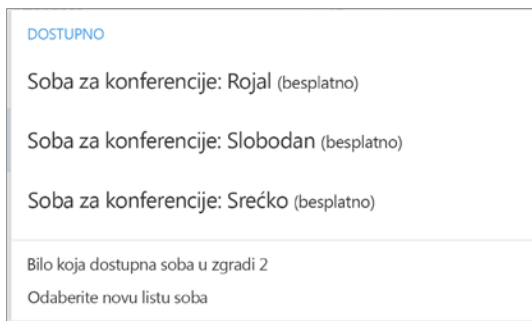 DOSTUPNO
Soba za konferencije: Rojal (besplatno)
Soba za konferencije: Slobodan (besplatno)
Soba za konferencije: Srećko (besplatno)
Bilo koja dostupna soba u zgradi 2
Odaberite novu listu soba